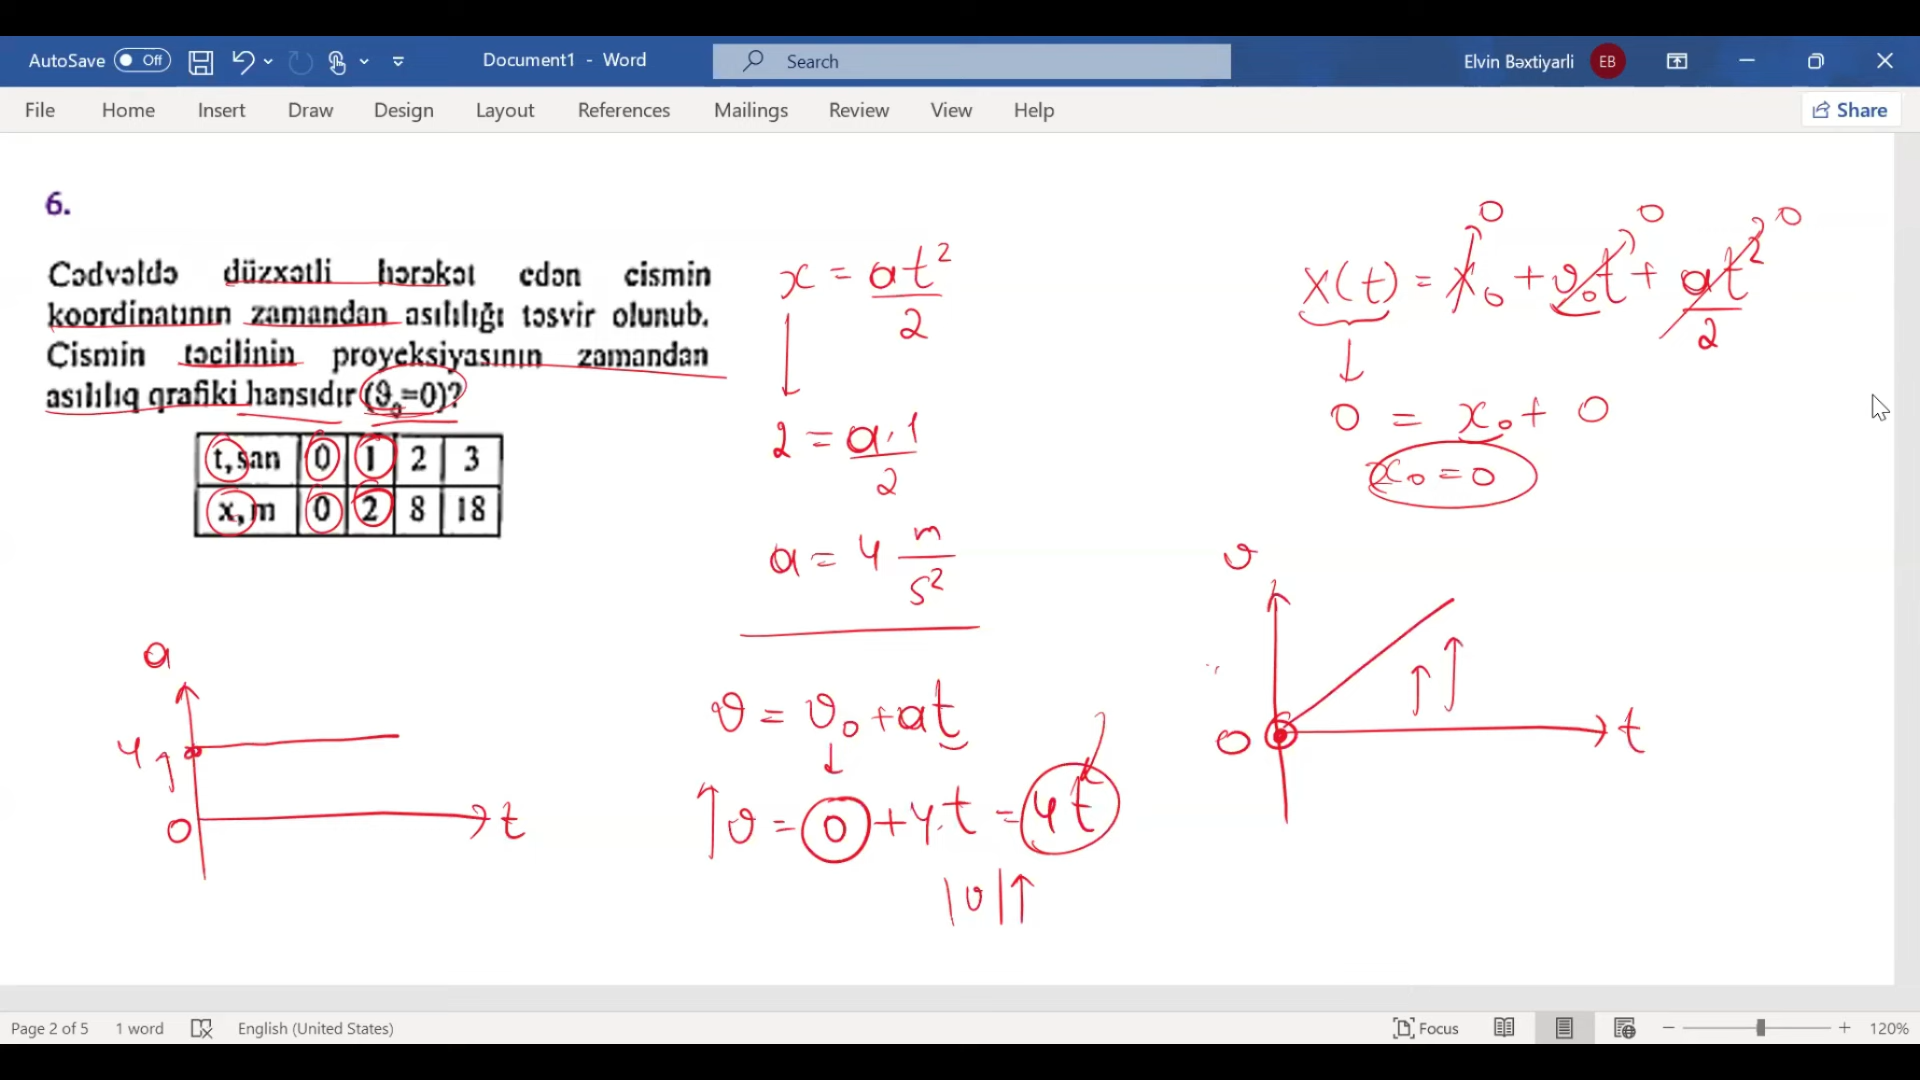 AutoSave Off Document1 - Word Search Elvin Bəxtiyarli EB
File Home Insert Draw Design Layout References Mailings Review View Help Share
6.
Cədvəldə düzxətli hərəkət edən cismin
koordinatının zamandan asılılığı təsvir olunub.
Cismin təcilinin proyeksiyasının zamandan
asılılıq qrafiki hansıdır (ϑ₀=0)?
t,san 0 1 2 3
x,m 0 2 8 18
x = at²/2
2 = a.1/2
a = 4 m/s²
ϑ = ϑ₀ + at
ϑ = 0 + 4.t = 4t
|ϑ|↑
0 0 0
x(t) = x₀ + ϑ₀t + at²/2
0 = x₀ + 0
x₀ = 0
a
4
0 t
ϑ
0 t
Page 2 of 5 1 word English (United States) Focus 120%